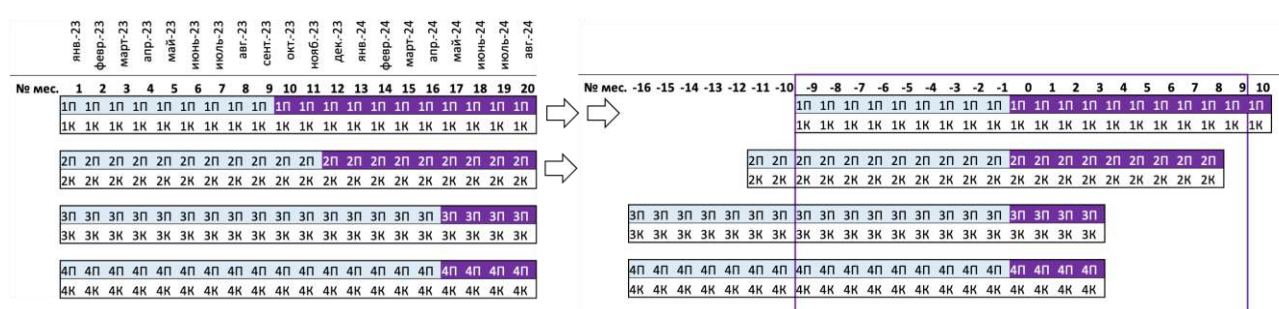 янв.-23 февр.-23 март-23 апр.-23 май-23 июнь-23 июль-23 авг.-23 сент.-23 окт.-23 нояб.-23 дек.-23 янв.-24 февр.-24 март-24 апр.-24 май-24 июнь-24 июль-24 авг.-24
№ мес. 1 2 3 4 5 6 7 8 9 10 11 12 13 14 15 16 17 18 19 20
1П 1П 1П 1П 1П 1П 1П 1П 1П 1П 1П 1П 1П 1П 1П 1П 1П 1П 1П 1П
1К 1К 1К 1К 1К 1К 1К 1К 1К 1К 1К 1К 1К 1К 1К 1К 1К 1К 1К 1К
2П 2П 2П 2П 2П 2П 2П 2П 2П 2П 2П 2П 2П 2П 2П 2П 2П 2П 2П 2П
2К 2К 2К 2К 2К 2К 2К 2К 2К 2К 2К 2К 2К 2К 2К 2К 2К 2К 2К 2К
3П 3П 3П 3П 3П 3П 3П 3П 3П 3П 3П 3П 3П 3П 3П 3П 3П 3П 3П 3П
3К 3К 3К 3К 3К 3К 3К 3К 3К 3К 3К 3К 3К 3К 3К 3К 3К 3К 3К 3К
4П 4П 4П 4П 4П 4П 4П 4П 4П 4П 4П 4П 4П 4П 4П 4П 4П 4П 4П 4П
4К 4К 4К 4К 4К 4К 4К 4К 4К 4К 4К 4К 4К 4К 4К 4К 4К 4К 4К 4К
№ мес. -16 -15 -14 -13 -12 -11 -10 -9 -8 -7 -6 -5 -4 -3 -2 -1 0 1 2 3 4 5 6 7 8 9 10
1П 1П 1П 1П 1П 1П 1П 1П 1П 1П 1П 1П 1П 1П 1П 1П 1П 1П 1П 1П
1К 1К 1К 1К 1К 1К 1К 1К 1К 1К 1К 1К 1К 1К 1К 1К 1К 1К 1К 1К
2П 2П 2П 2П 2П 2П 2П 2П 2П 2П 2П 2П 2П 2П 2П 2П 2П 2П 2П 2П
2К 2К 2К 2К 2К 2К 2К 2К 2К 2К 2К 2К 2К 2К 2К 2К 2К 2К 2К 2К
3П 3П 3П 3П 3П 3П 3П 3П 3П 3П 3П 3П 3П 3П 3П 3П 3П 3П 3П 3П
3К 3К 3К 3К 3К 3К 3К 3К 3К 3К 3К 3К 3К 3К 3К 3К 3К 3К 3К 3К
4П 4П 4П 4П 4П 4П 4П 4П 4П 4П 4П 4П 4П 4П 4П 4П 4П 4П 4П 4П
4К 4К 4К 4К 4К 4К 4К 4К 4К 4К 4К 4К 4К 4К 4К 4К 4К 4К 4К 4К